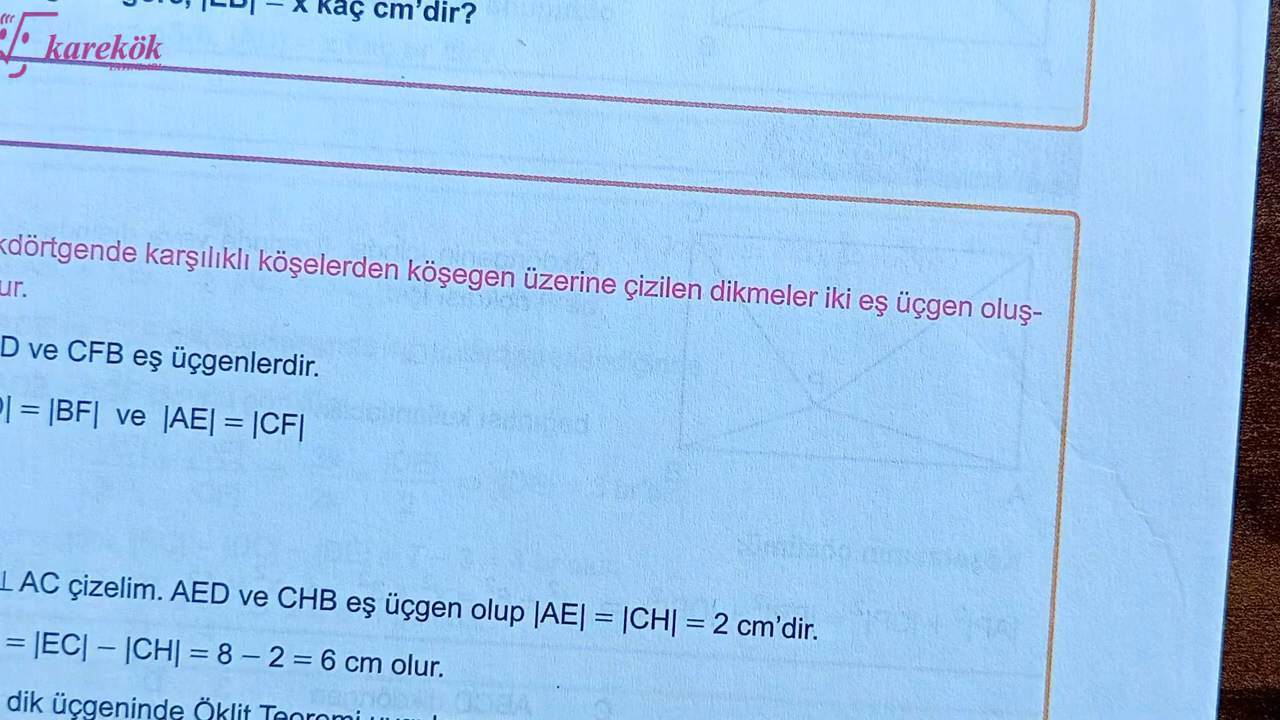 x kaç cm'dir?
karekök
dörtgende karşılıklı köşelerden köşegen üzerine çizilen dikmeler iki eş üçgen oluş-
ur.
D ve CFB eş üçgenlerdir.
| = |BF| ve |AE| = |CF|
⊥ AC çizelim. AED ve CHB eş üçgen olup |AE| = |CH| = 2 cm'dir.
= |EC| – |CH| = 8 – 2 = 6 cm olur.
dik üçgeninde Öklit Teoremi